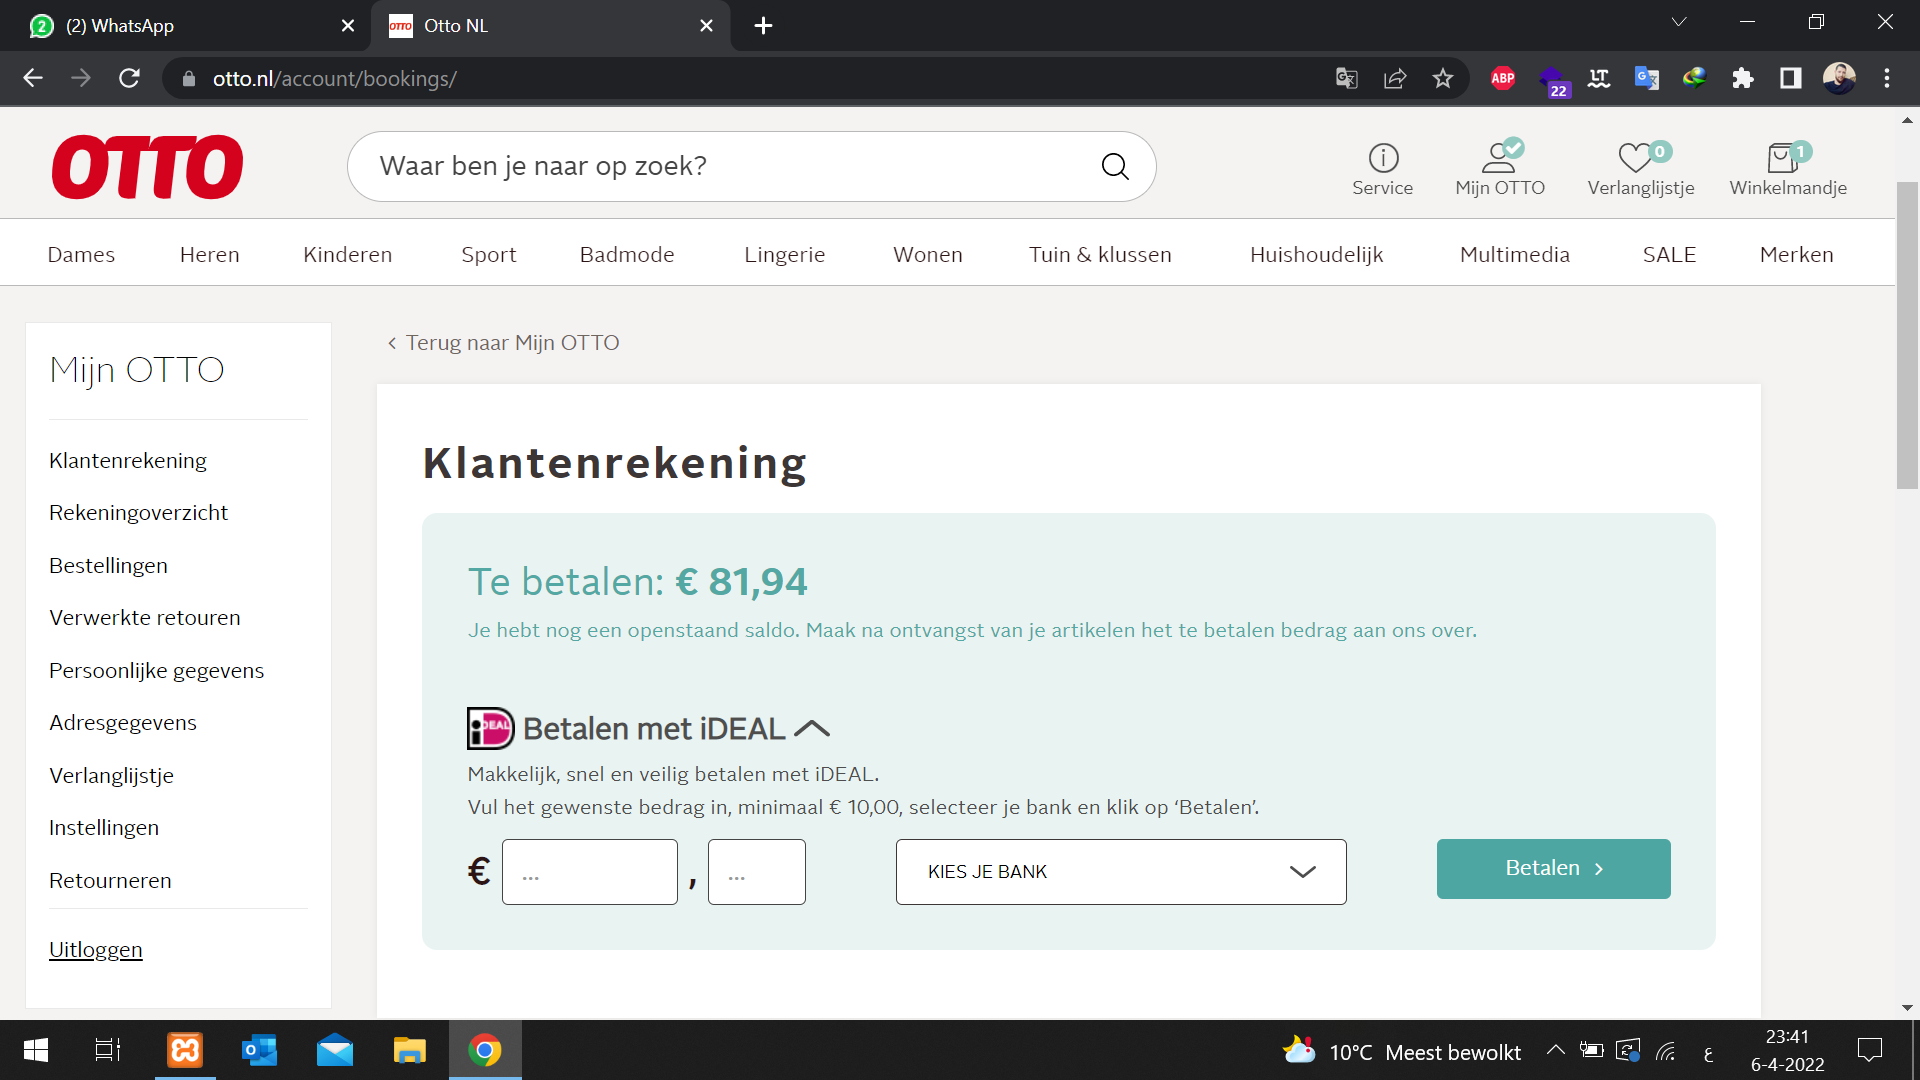 (2) WhatsApp
Otto NL
otto.nl/account/bookings/
ABP
22
OTTO
Waar ben je naar op zoek?
Service
Mijn OTTO
0
Verlanglijstje
1
Winkelmandje
Dames Heren Kinderen Sport Badmode Lingerie Wonen Tuin & klussen Huishoudelijk Multimedia SALE Merken
Mijn OTTO
Klantenrekening
Rekeningoverzicht
Bestellingen
Verwerkte retouren
Persoonlijke gegevens
Adresgegevens
Verlanglijstje
Instellingen
Retourneren
Uitloggen
Terug naar Mijn OTTO
Klantenrekening
Te betalen: € 81,94
Je hebt nog een openstaand saldo. Maak na ontvangst van je artikelen het te betalen bedrag aan ons over.
iDEAL Betalen met iDEAL
Makkelijk, snel en veilig betalen met iDEAL.
Vul het gewenste bedrag in, minimaal € 10,00, selecteer je bank en klik op ‘Betalen’.
€ ... , ... KIES JE BANK Betalen
10°C Meest bewolkt
ع
23:41
6-4-2022